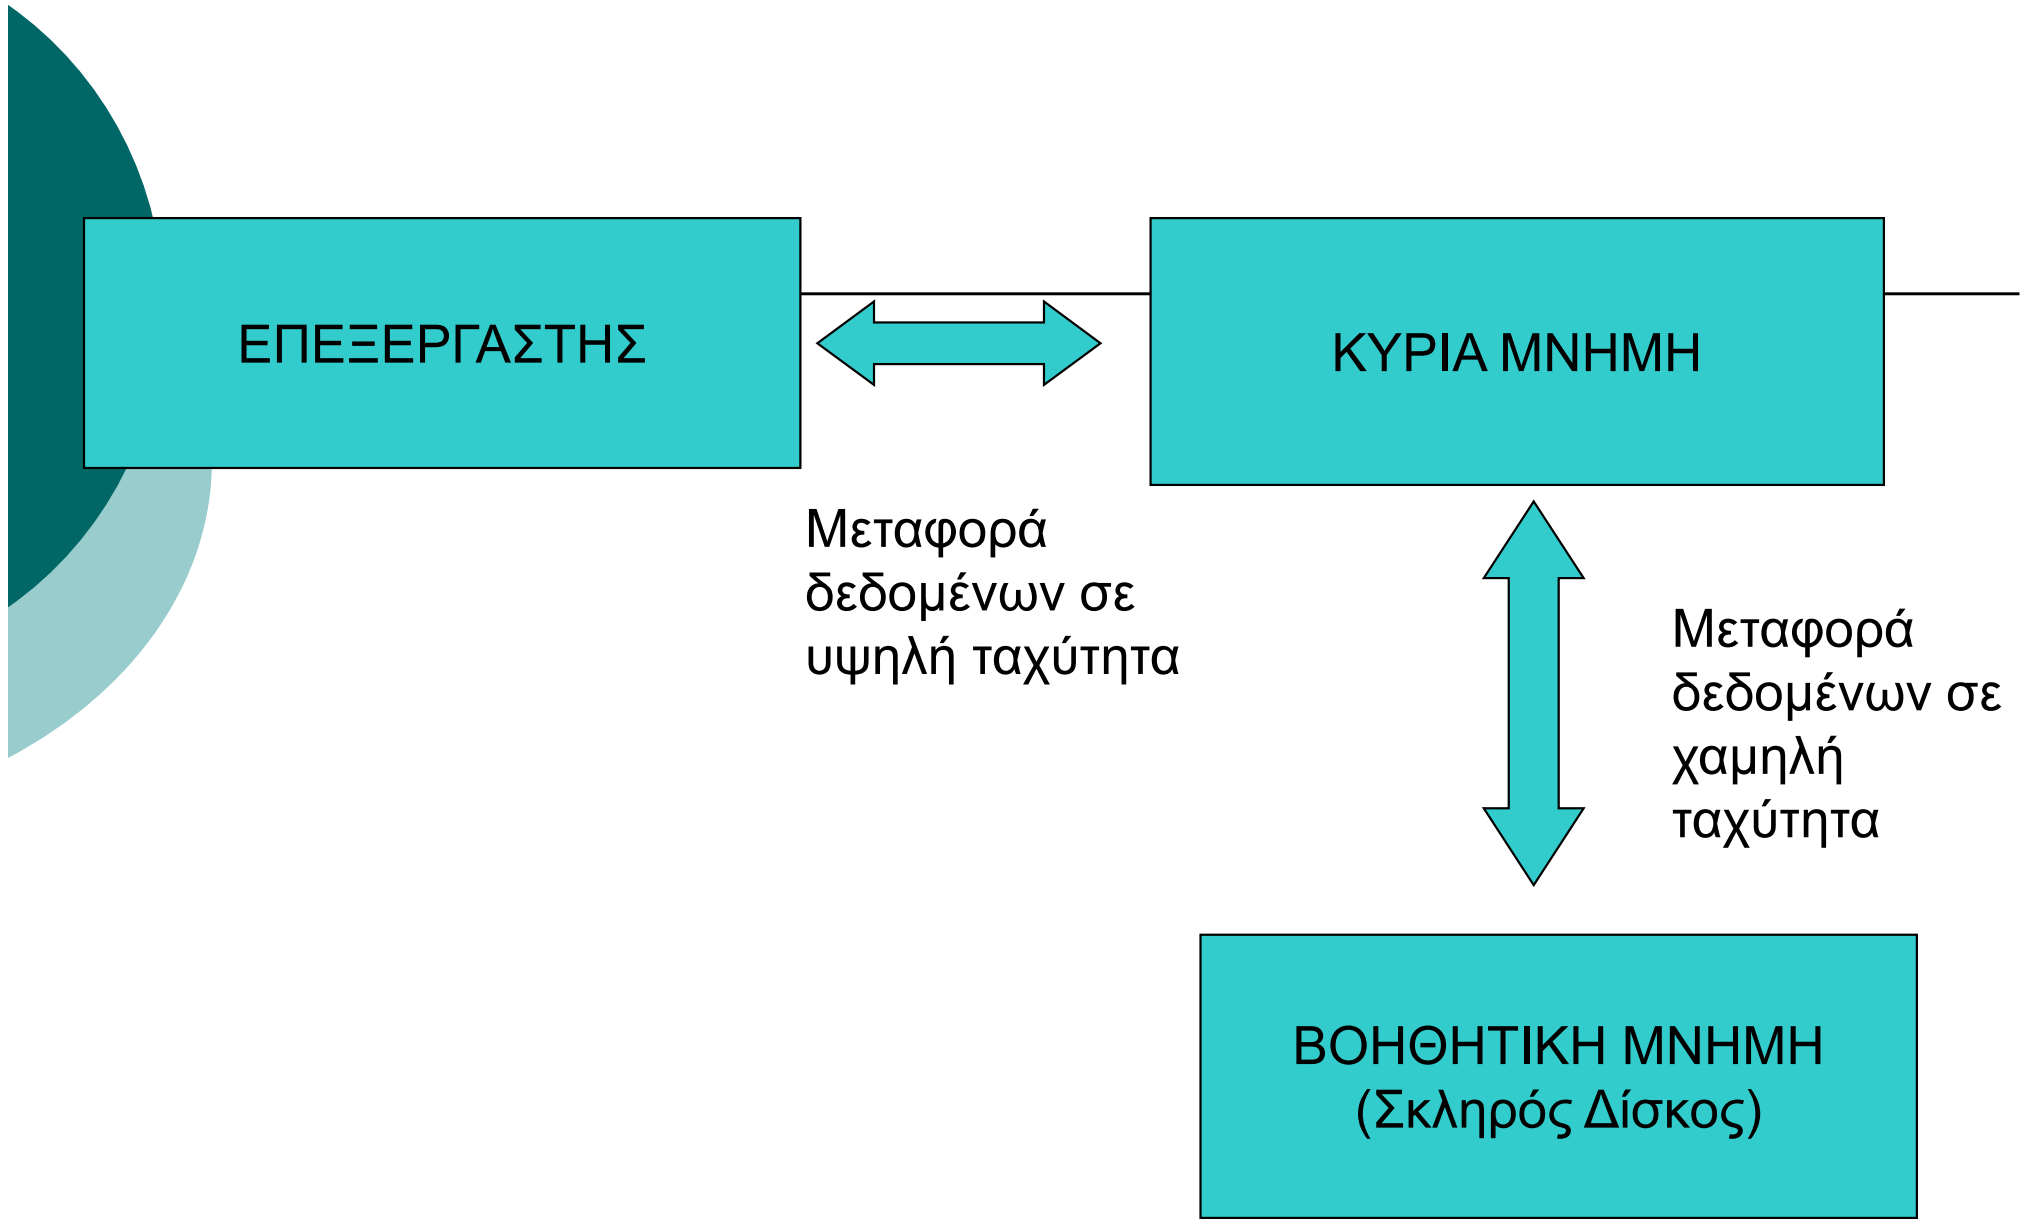 ΕΠΕΞΕΡΓΑΣΤΗΣ
ΚΥΡΙΑ ΜΝΗΜΗ
Μεταφορά
δεδομένων σε
υψηλή ταχύτητα
Μεταφορά
δεδομένων σε
χαμηλή
ταχύτητα
ΒΟΗΘΗΤΙΚΗ ΜΝΗΜΗ
(Σκληρός Δίσκος)